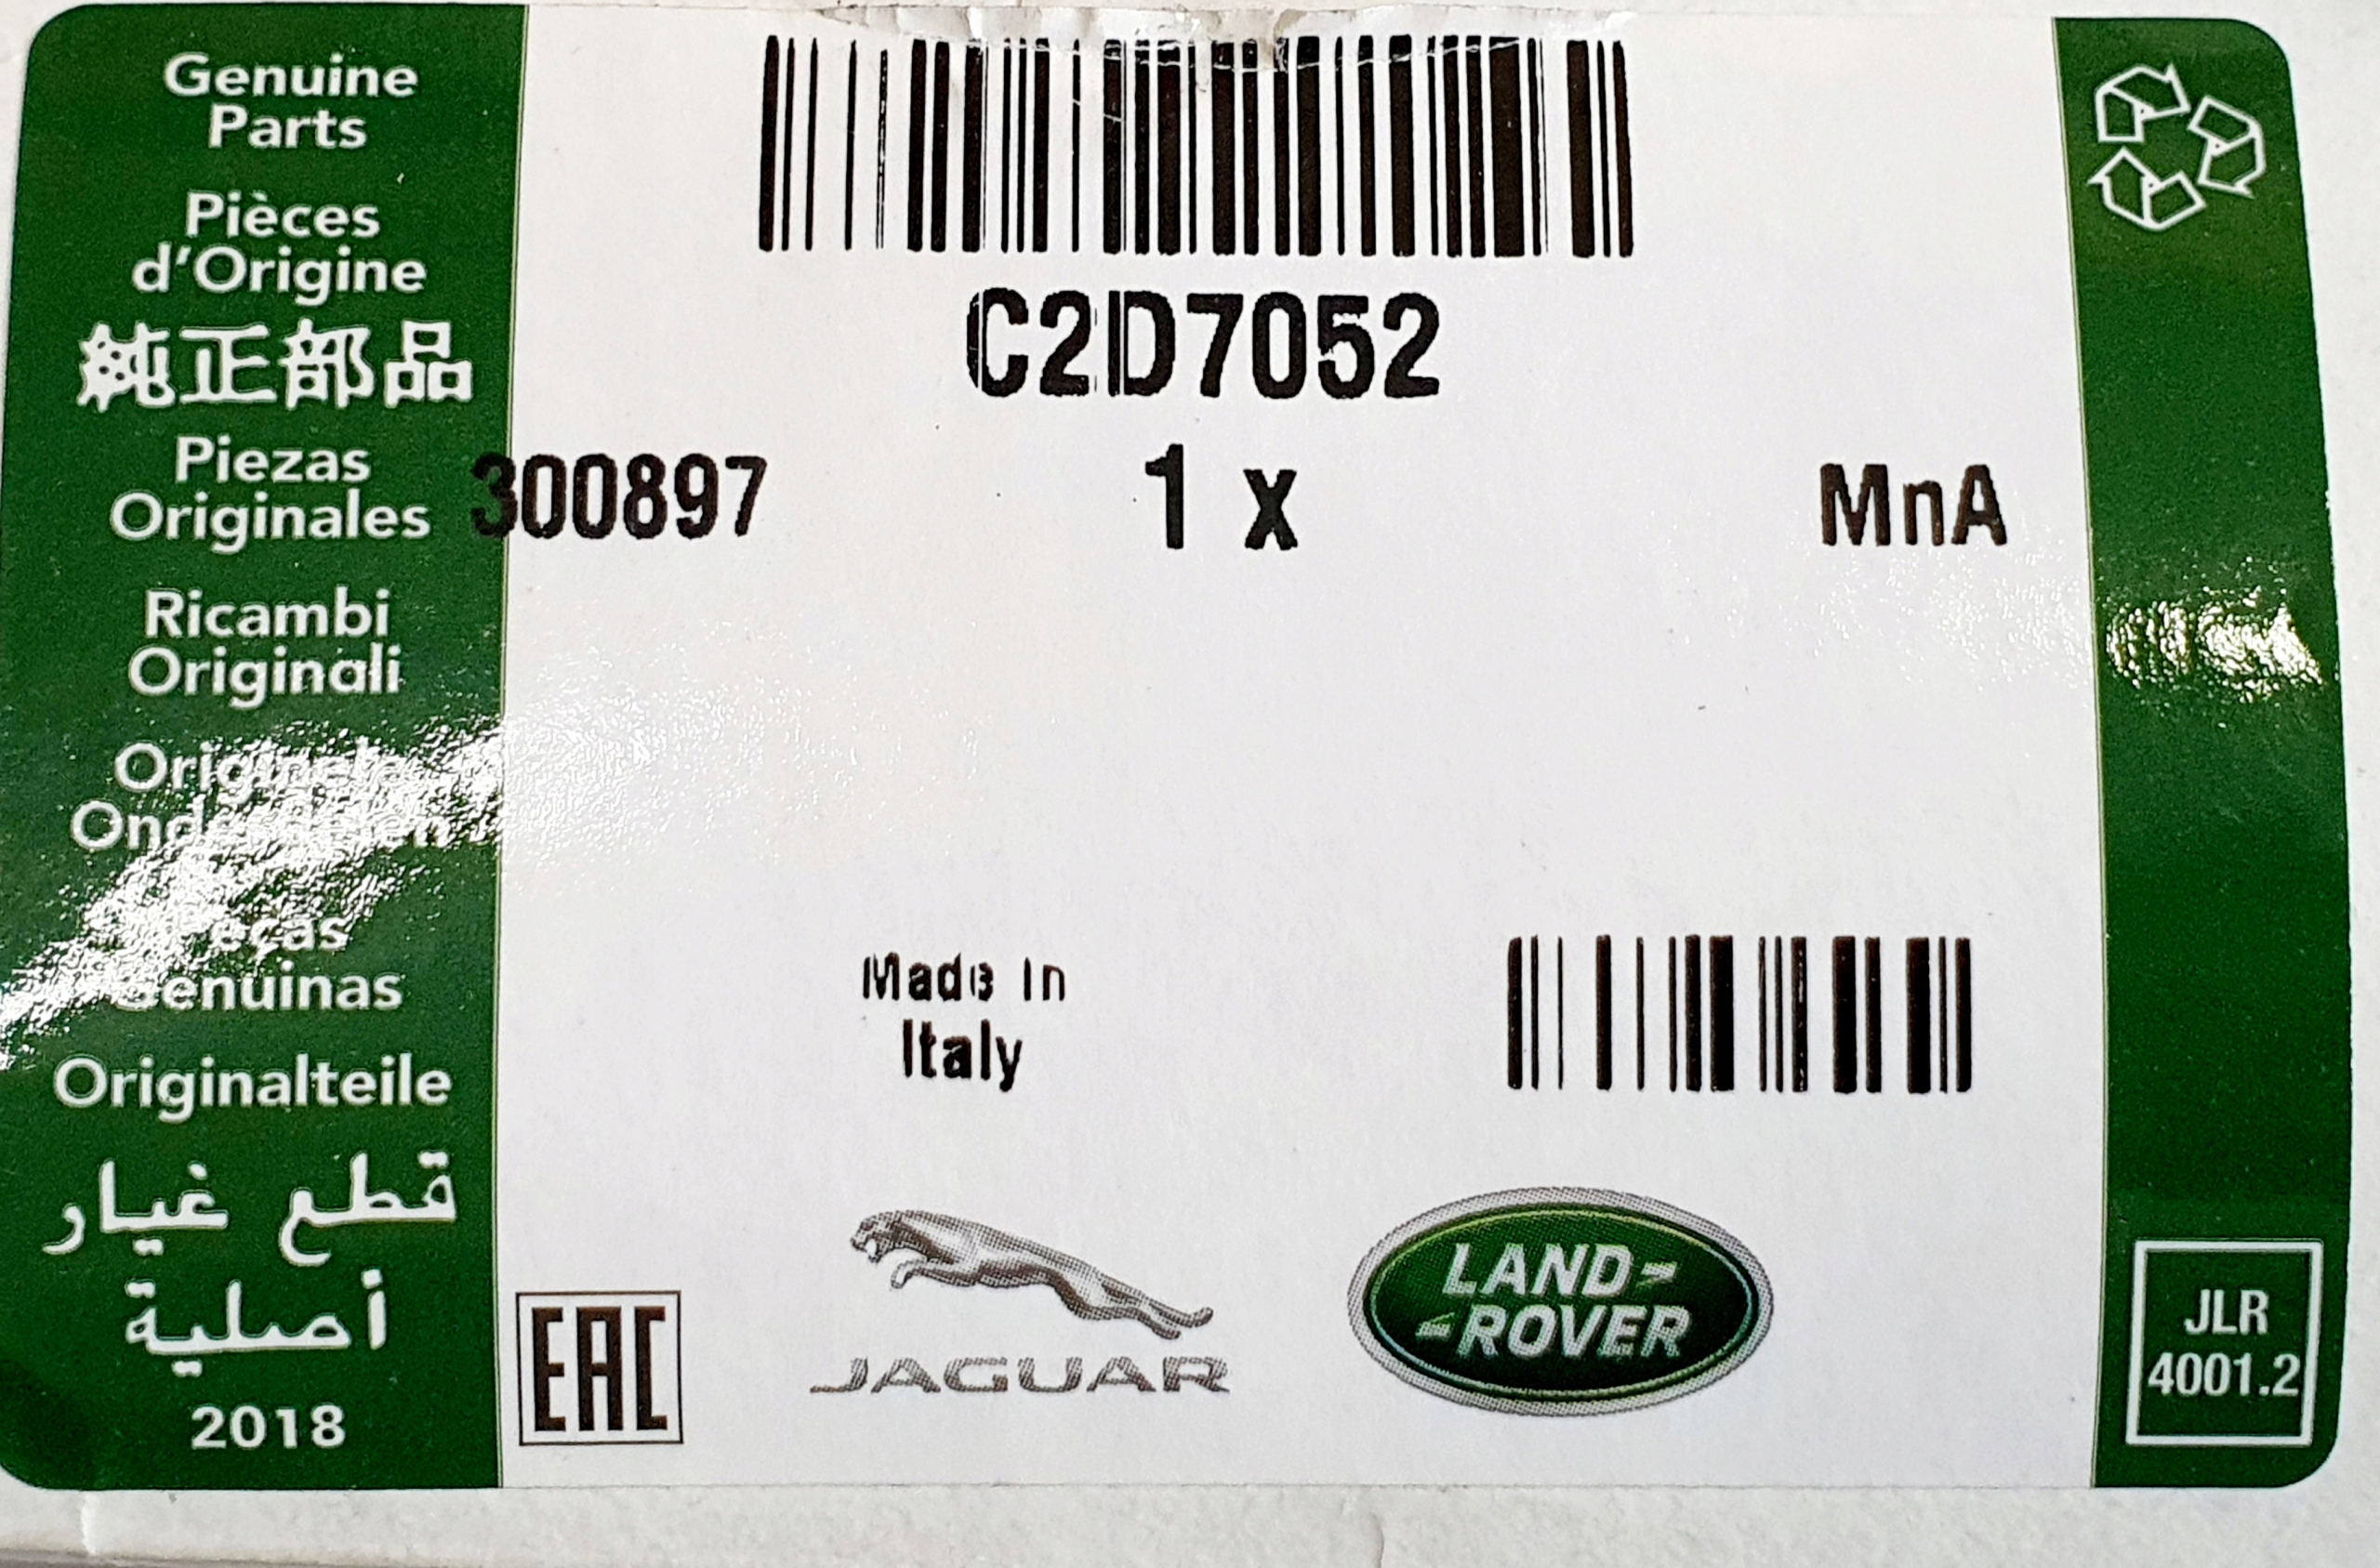 Genuine
Parts
Pièces
d'Origine
純正部品
Piezas
Originales
Ricambi
Originali
Genuinas
Originalteile
قطع غيار
أصلية
2018
C2D7052
300897
1 x
MnA
Made In
Italy
EAC
JAGUAR
LAND-
-ROVER
JLR
4001.2